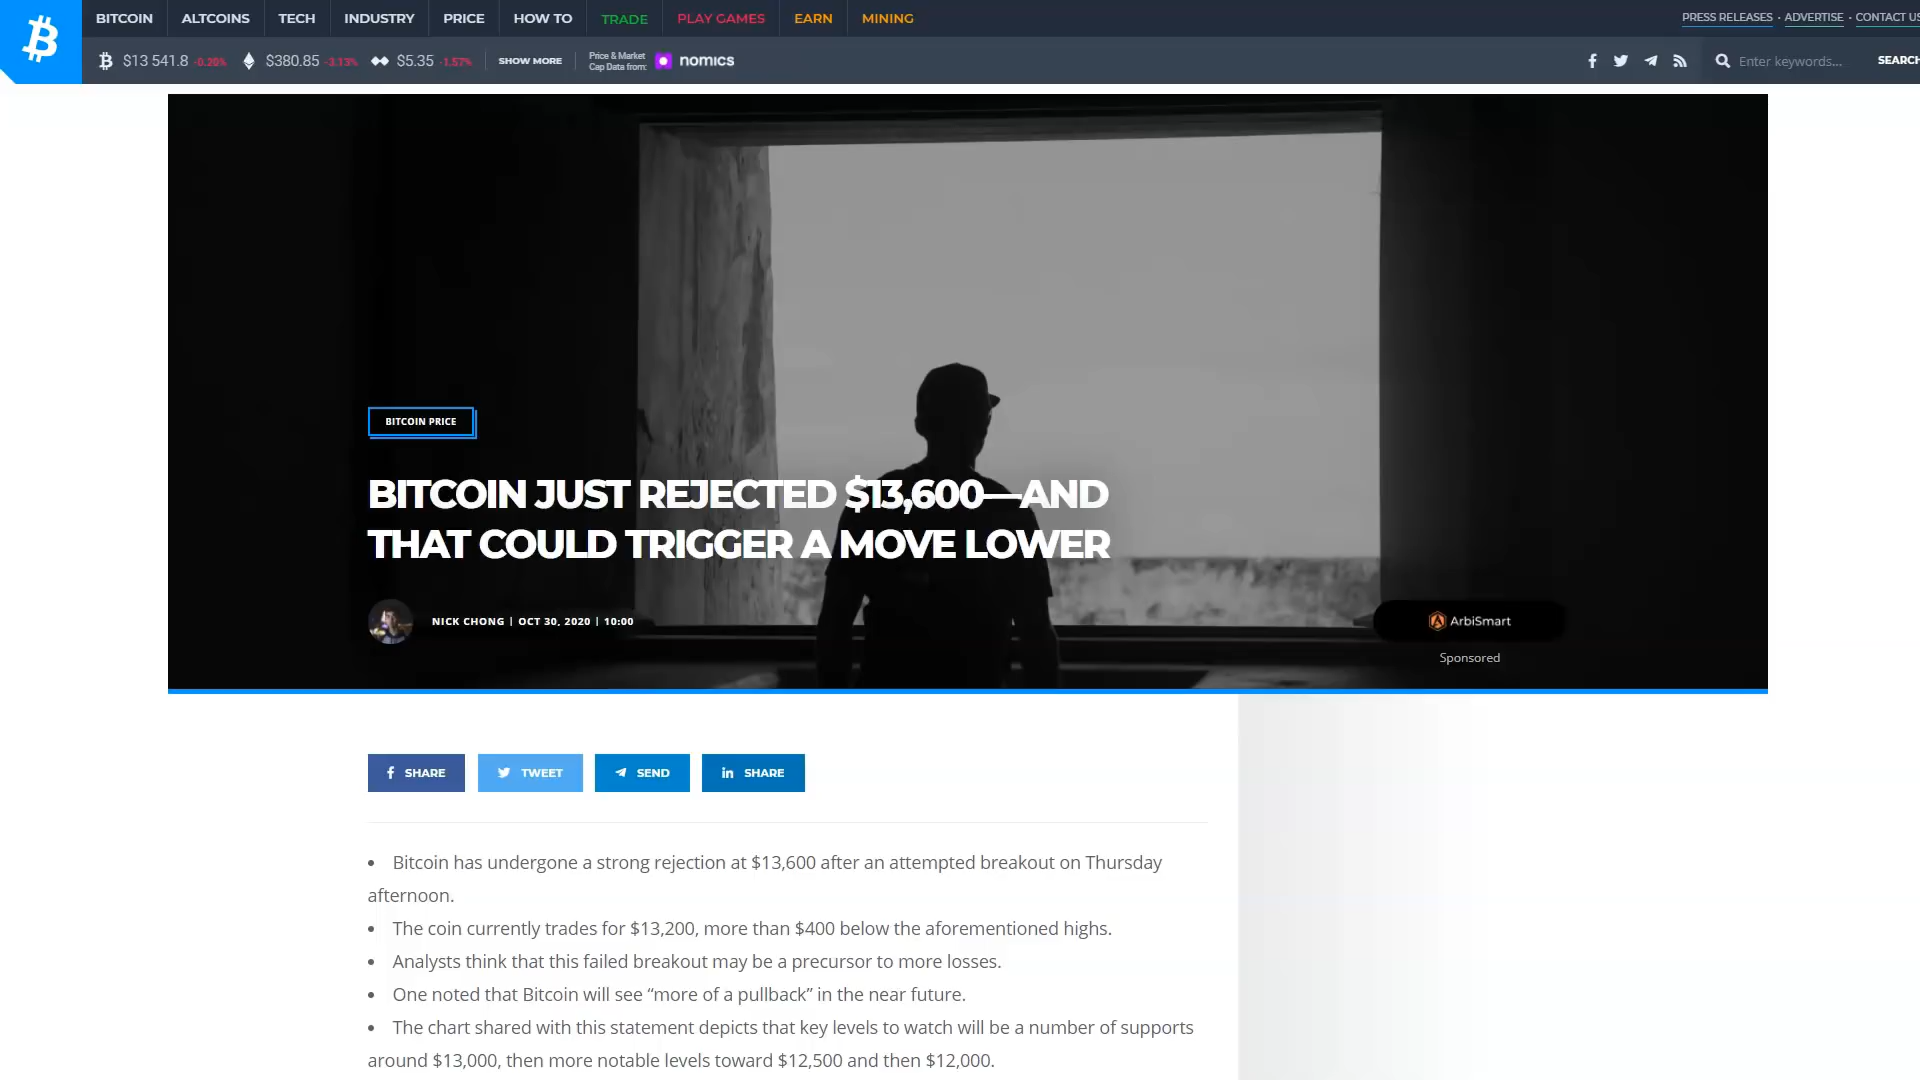 BITCOIN ALTCOINS TECH INDUSTRY PRICE HOW TO TRADE PLAY GAMES EARN MINING PRESS RELEASES · ADVERTISE · CONTACT US
$13 541.8 -0.20% $380.85 -3.13% $5.35 -1.57% SHOW MORE Price & Market
Cap Data from: nomics Enter keywords... SEARCH
BITCOIN PRICE
BITCOIN JUST REJECTED $13,600—AND
THAT COULD TRIGGER A MOVE LOWER
NICK CHONG | OCT 30, 2020 | 10:00
ArbiSmart
Sponsored
SHARE TWEET SEND SHARE
• Bitcoin has undergone a strong rejection at $13,600 after an attempted breakout on Thursday
afternoon.
• The coin currently trades for $13,200, more than $400 below the aforementioned highs.
• Analysts think that this failed breakout may be a precursor to more losses.
• One noted that Bitcoin will see “more of a pullback” in the near future.
• The chart shared with this statement depicts that key levels to watch will be a number of supports
around $13,000, then more notable levels toward $12,500 and then $12,000.